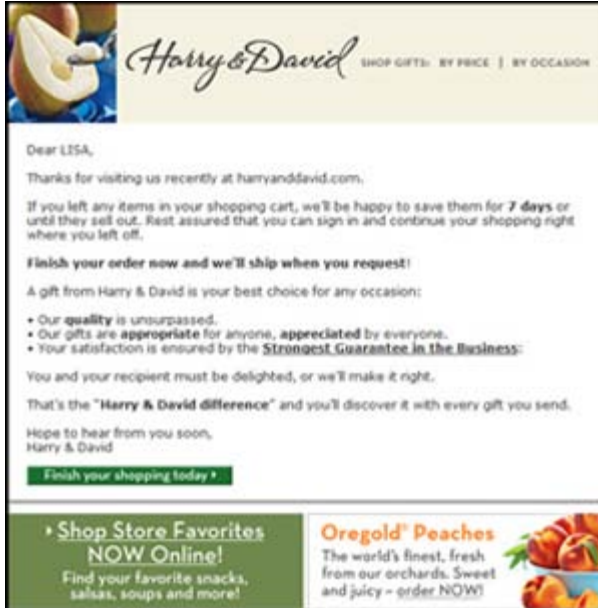 Harry & David SHOP GIFTS: BY PRICE | BY OCCASION
Dear LISA,
Thanks for visiting us recently at harryanddavid.com.
If you left any items in your shopping cart, we'll be happy to save them for 7 days or
until they sell out. Rest assured that you can sign in and continue your shopping right
where you left off.
Finish your order now and we'll ship when you request!
A gift from Harry & David is your best choice for any occasion:
• Our quality is unsurpassed.
• Our gifts are appropriate for anyone, appreciated by everyone.
• Your satisfaction is ensured by the Strongest Guarantee in the Business:
You and your recipient must be delighted, or we'll make it right.
That's the "Harry & David difference" and you'll discover it with every gift you send.
Hope to hear from you soon,
Harry & David
Finish your shopping today
Shop Store Favorites
NOW Online!
Find your favorite snacks,
salsas, soups and more!
Oregold® Peaches
The world's finest, fresh
from our orchards. Sweet
and juicy – order NOW!